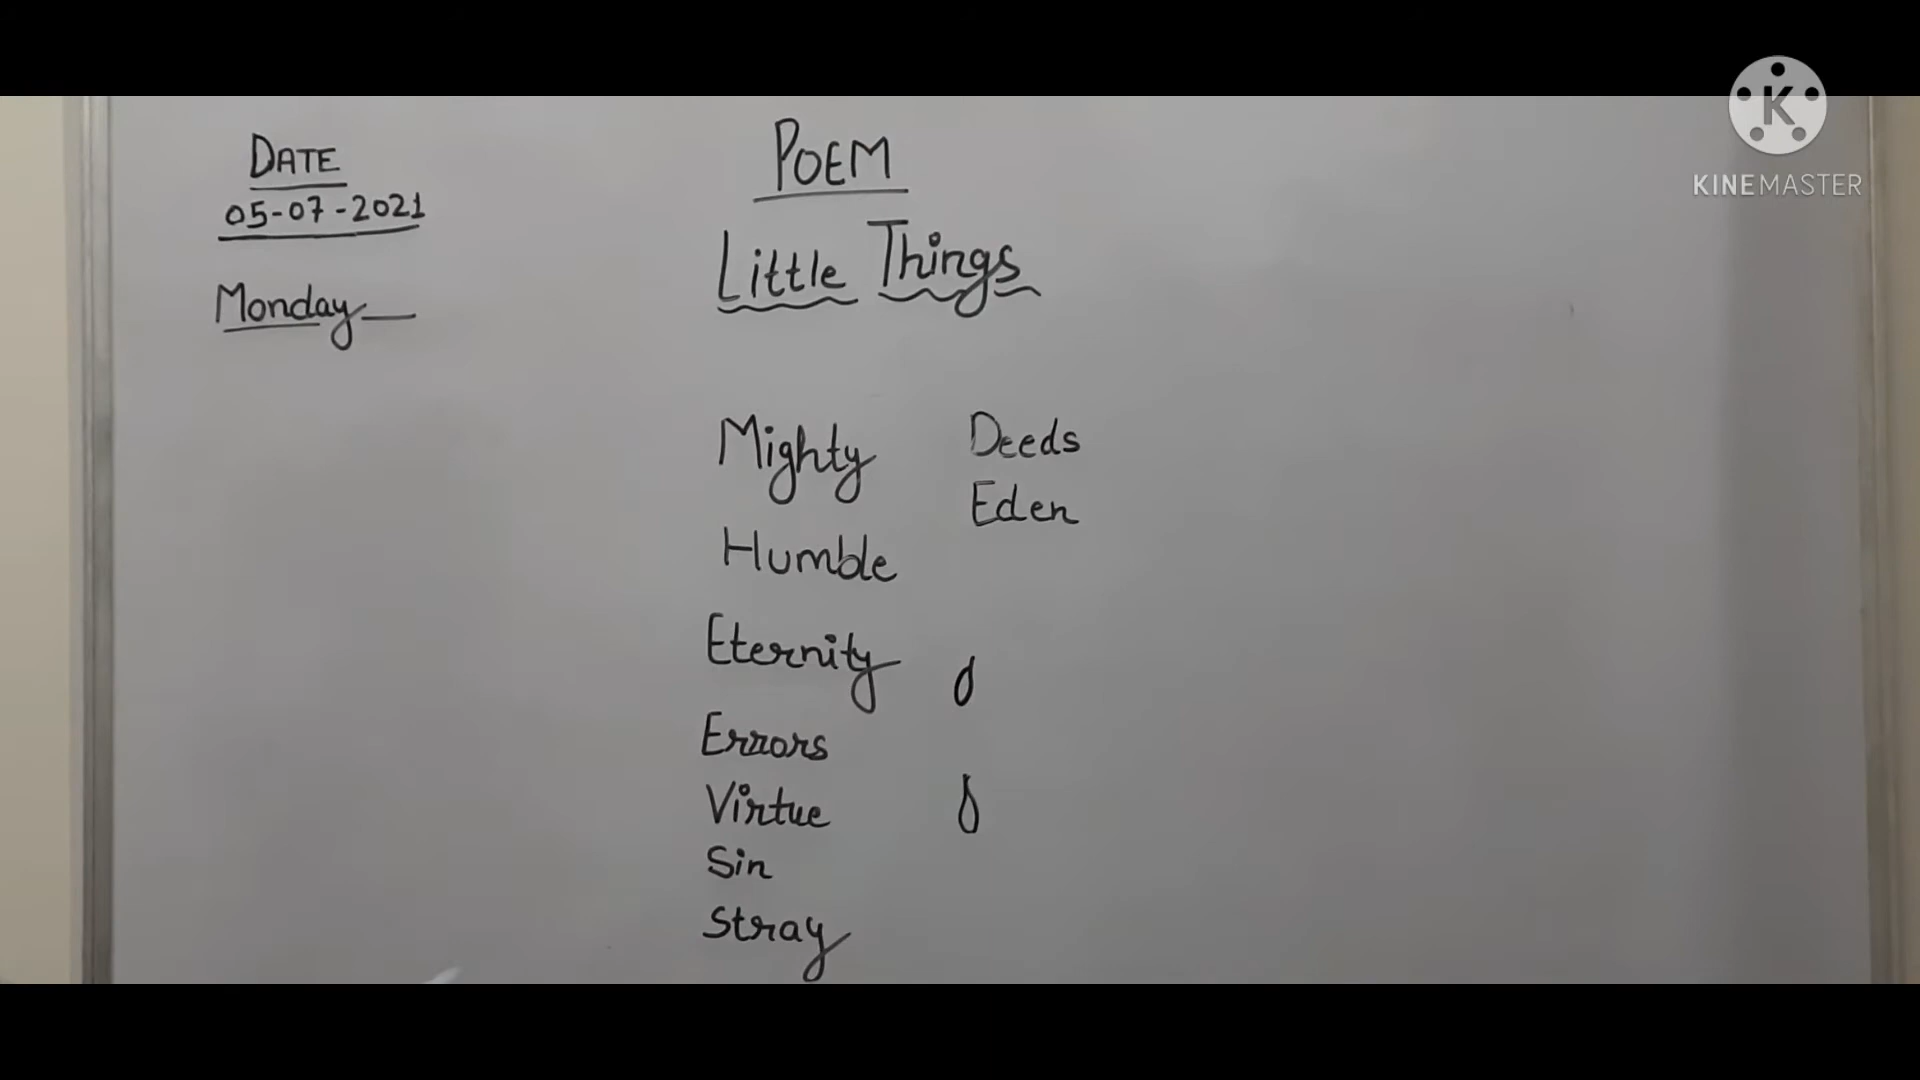 DATE
05-07-2021
Monday
POEM
Little Things
Mighty
Humble
Eternity
Errors
Virtue
Sin
Stray
Deeds
Eden
K
KINEMASTER